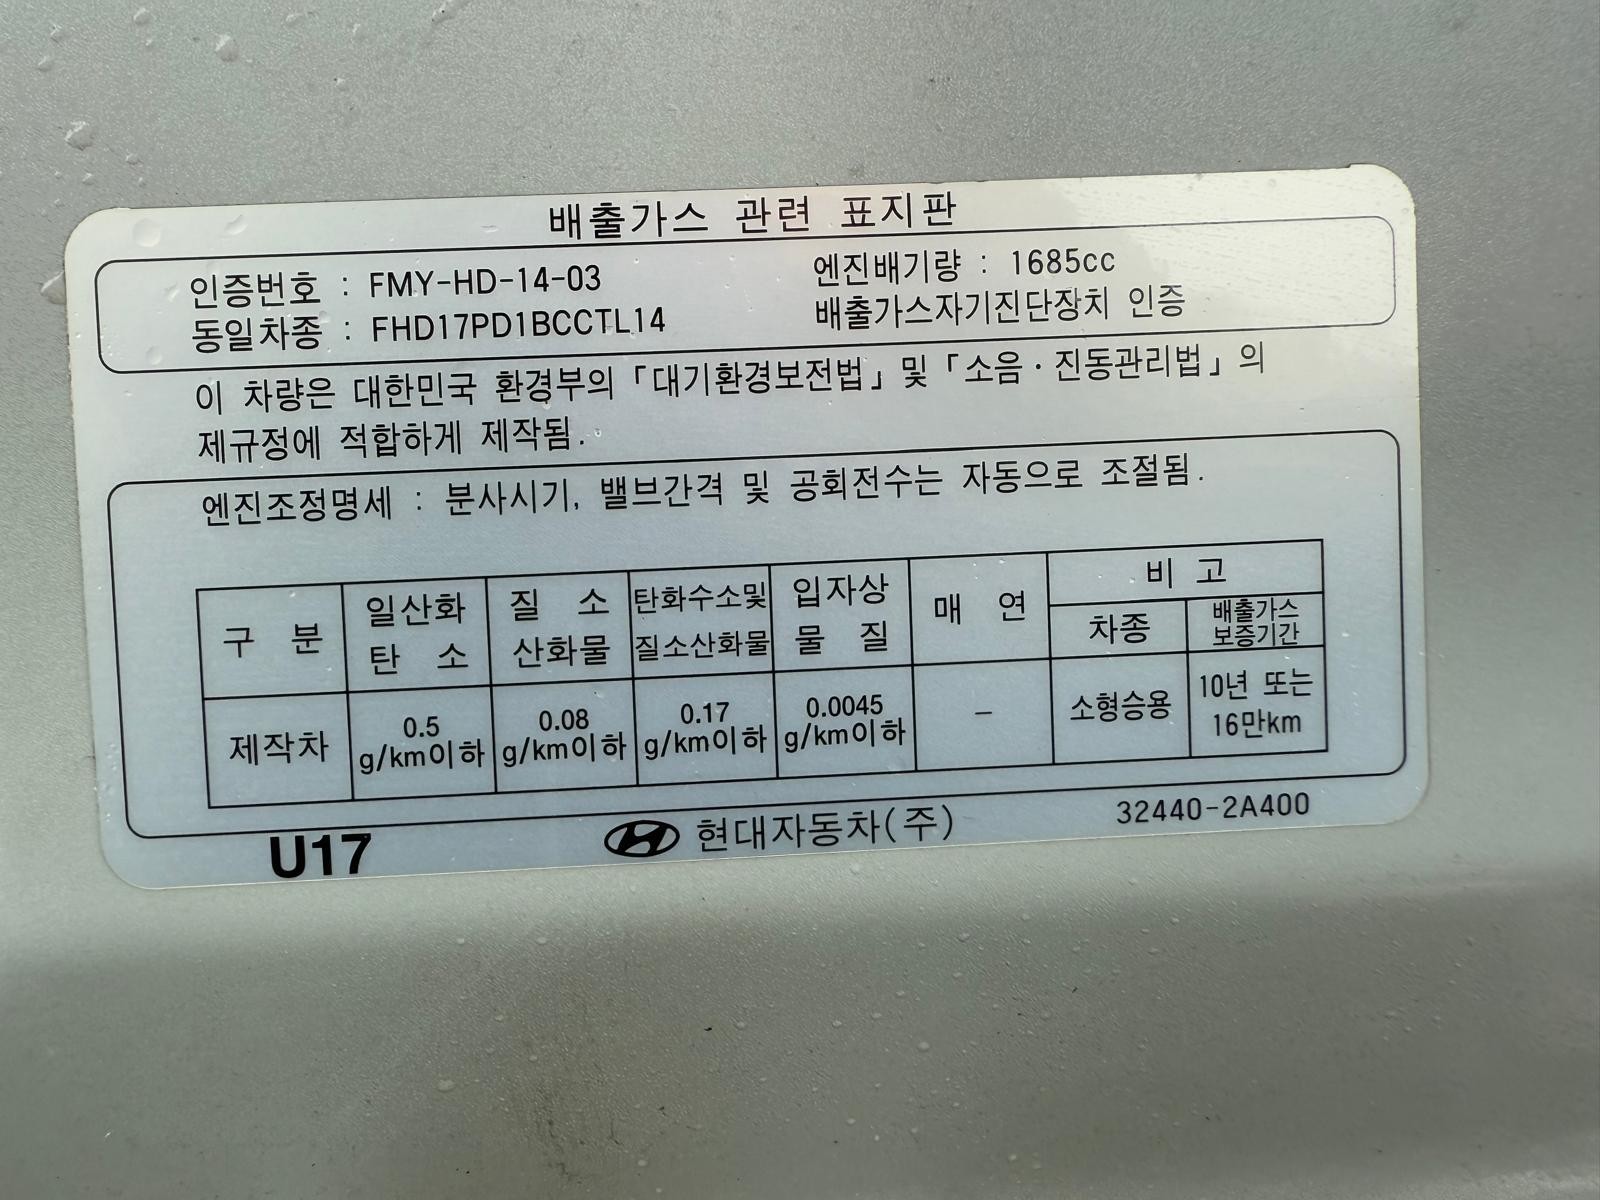 배출가스 관련 표지판
인증번호 : FMY-HD-14-03 엔진배기량 : 1685cc
동일차종 : FHD17PD1BCCTL14 배출가스자기진단장치 인증
이 차량은 대한민국 환경부의 「대기환경보전법」 및 「소음·진동관리법」의
제규정에 적합하게 제작됨.
엔진조정명세 : 분사시기, 밸브간격 및 공회전수는 자동으로 조절됨.
구 분 일산화 탄 소 질 소 산화물 탄화수소및 질소산화물 입자상 물 질 매 연 비 고
차종 배출가스 보증기간
제작차 0.5 g/km이하 0.08 g/km이하 0.17 g/km이하 0.0045 g/km이하 – 소형승용 10년 또는 16만km
U17 현대자동차(주) 32440-2A400